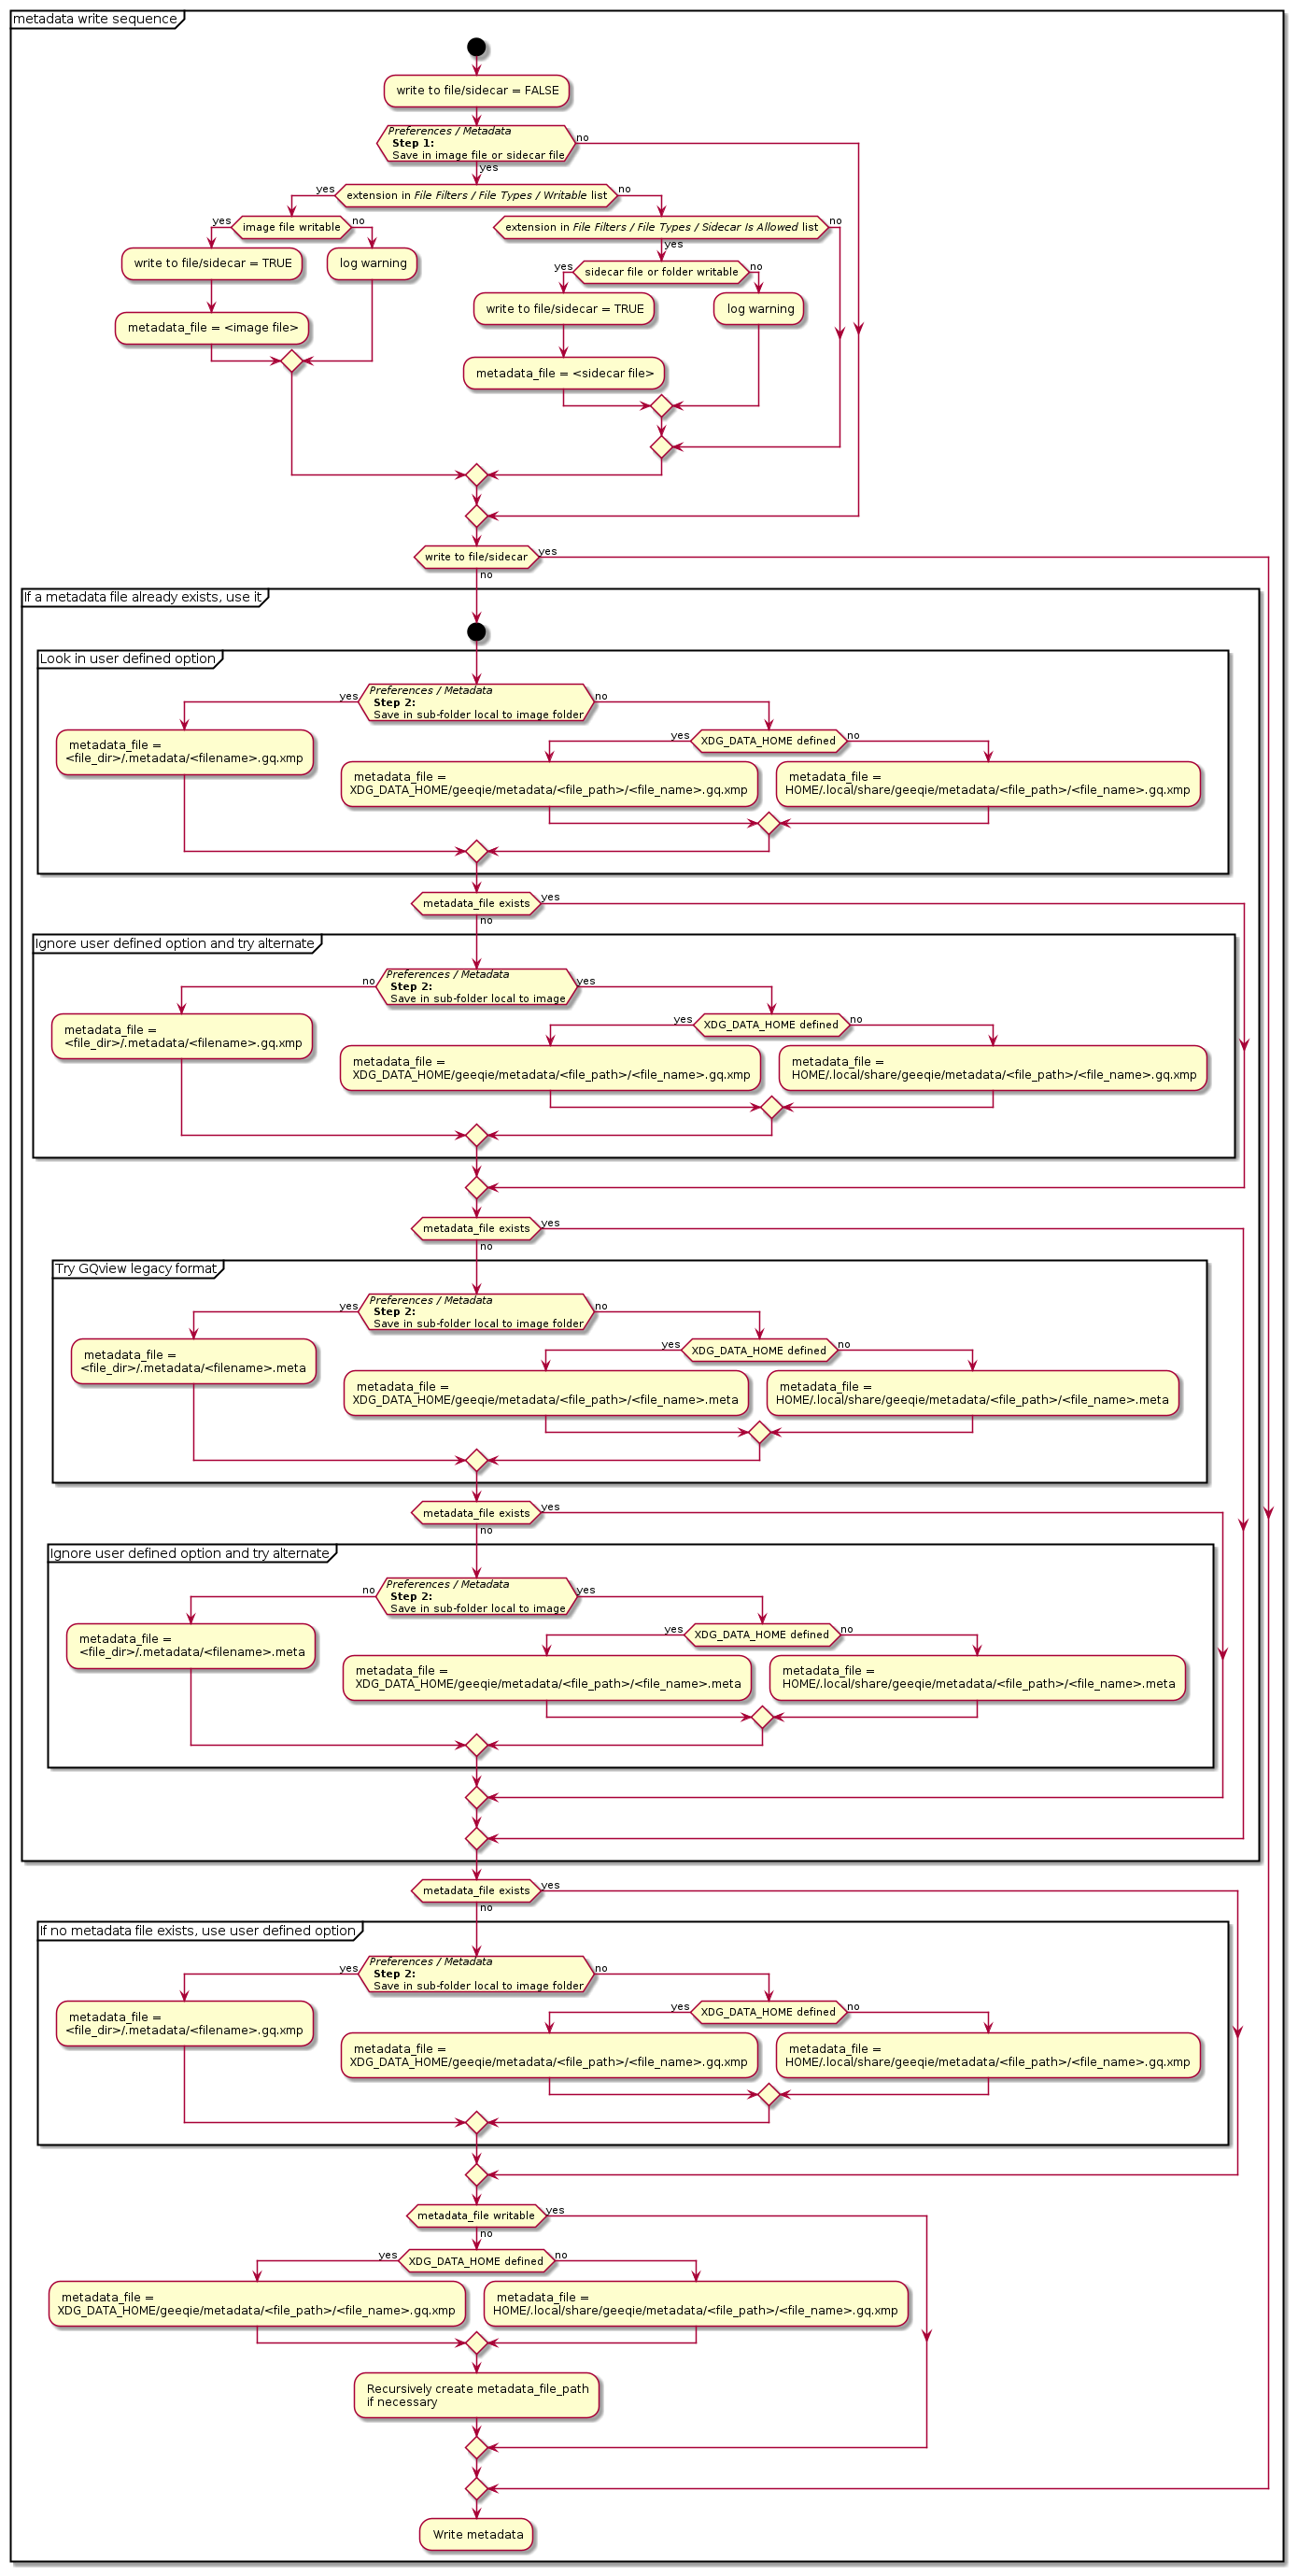 metadata write sequence
write to file/sidecar = FALSE
Preferences / Metadata
Step 1:
Save in image file or sidecar file
no
yes
yes
extension in File Filters / File Types / Writable list
no
yes
image file writable
no
extension in File Filters / File Types / Sidecar Is Allowed list
no
yes
write to file/sidecar = TRUE
log warning
yes
sidecar file or folder writable
no
metadata_file = <image file>
write to file/sidecar = TRUE
log warning
metadata_file = <sidecar file>
write to file/sidecar
yes
no
If a metadata file already exists, use it
Look in user defined option
yes
Preferences / Metadata
Step 2:
Save in sub-folder local to image folder
no
metadata_file =
<file_dir>/.metadata/<filename>.gq.xmp
yes
XDG_DATA_HOME defined
no
metadata_file =
XDG_DATA_HOME/geeqie/metadata/<file_path>/<file_name>.gq.xmp
metadata_file =
HOME/.local/share/geeqie/metadata/<file_path>/<file_name>.gq.xmp
metadata_file exists
yes
no
Ignore user defined option and try alternate
no
Preferences / Metadata
Step 2:
Save in sub-folder local to image
yes
metadata_file =
<file_dir>/.metadata/<filename>.gq.xmp
yes
XDG_DATA_HOME defined
no
metadata_file =
XDG_DATA_HOME/geeqie/metadata/<file_path>/<file_name>.gq.xmp
metadata_file =
HOME/.local/share/geeqie/metadata/<file_path>/<file_name>.gq.xmp
metadata_file exists
yes
no
Try GQview legacy format
yes
Preferences / Metadata
Step 2:
Save in sub-folder local to image folder
no
metadata_file =
<file_dir>/.metadata/<filename>.meta
yes
XDG_DATA_HOME defined
no
metadata_file =
XDG_DATA_HOME/geeqie/metadata/<file_path>/<file_name>.meta
metadata_file =
HOME/.local/share/geeqie/metadata/<file_path>/<file_name>.meta
metadata_file exists
yes
no
Ignore user defined option and try alternate
no
Preferences / Metadata
Step 2:
Save in sub-folder local to image
yes
metadata_file =
<file_dir>/.metadata/<filename>.meta
yes
XDG_DATA_HOME defined
no
metadata_file =
XDG_DATA_HOME/geeqie/metadata/<file_path>/<file_name>.meta
metadata_file =
HOME/.local/share/geeqie/metadata/<file_path>/<file_name>.meta
metadata_file exists
yes
no
If no metadata file exists, use user defined option
yes
Preferences / Metadata
Step 2:
Save in sub-folder local to image folder
no
metadata_file =
<file_dir>/.metadata/<filename>.gq.xmp
yes
XDG_DATA_HOME defined
no
metadata_file =
XDG_DATA_HOME/geeqie/metadata/<file_path>/<file_name>.gq.xmp
metadata_file =
HOME/.local/share/geeqie/metadata/<file_path>/<file_name>.gq.xmp
metadata_file writable
yes
no
yes
XDG_DATA_HOME defined
no
metadata_file =
XDG_DATA_HOME/geeqie/metadata/<file_path>/<file_name>.gq.xmp
metadata_file =
HOME/.local/share/geeqie/metadata/<file_path>/<file_name>.gq.xmp
Recursively create metadata_file_path
if necessary
Write metadata